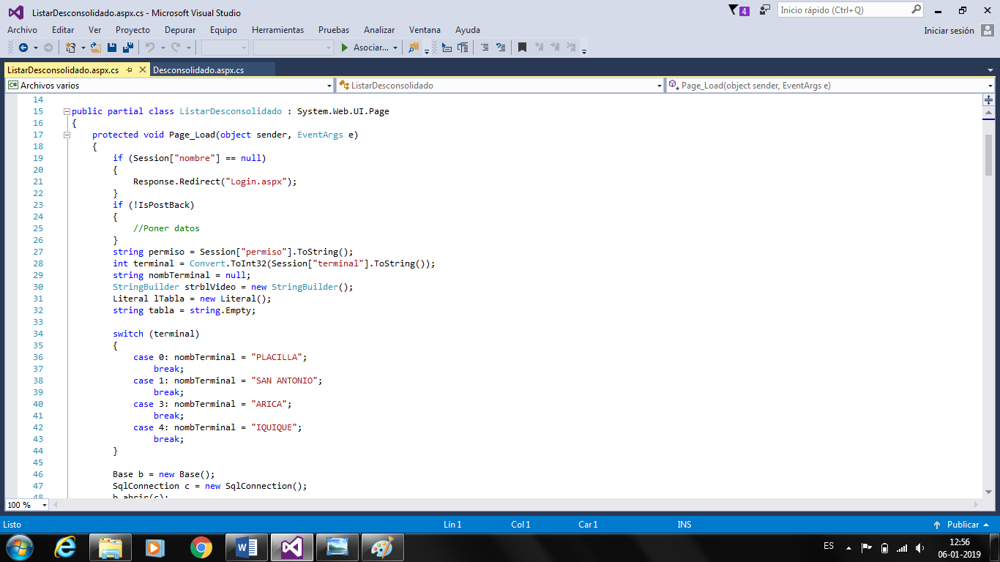 ListarDesconsolidado.aspx.cs - Microsoft Visual Studio
4
Inicio rápido (Ctrl+Q)
Archivo Editar Ver Proyecto Depurar Equipo Herramientas Pruebas Analizar Ventana Ayuda
Iniciar sesión
Asociar...
ListarDesconsolidado.aspx.cs Desconsolidado.aspx.cs
C# Archivos varios ListarDesconsolidado Page_Load(object sender, EventArgs e)
14
15 public partial class ListarDesconsolidado : System.Web.UI.Page
16 {
17 protected void Page_Load(object sender, EventArgs e)
18 {
19 if (Session["nombre"] == null)
20 {
21 Response.Redirect("Login.aspx");
22 }
23 if (!IsPostBack)
24 {
25 //Poner datos
26 }
27 string permiso = Session["permiso"].ToString();
28 int terminal = Convert.ToInt32(Session["terminal"].ToString());
29 string nombTerminal = null;
30 StringBuilder strblVideo = new StringBuilder();
31 Literal lTabla = new Literal();
32 string tabla = string.Empty;
33
34 switch (terminal)
35 {
36 case 0: nombTerminal = "PLACILLA";
37 break;
38 case 1: nombTerminal = "SAN ANTONIO";
39 break;
40 case 3: nombTerminal = "ARICA";
41 break;
42 case 4: nombTerminal = "IQUIQUE";
43 break;
44 }
45
46 Base b = new Base();
47 SqlConnection c = new SqlConnection();
48 b.abrir(c);
100 %
Listo Lín 1 Col 1 Car 1 INS Publicar
ES
12:56
06-01-2019